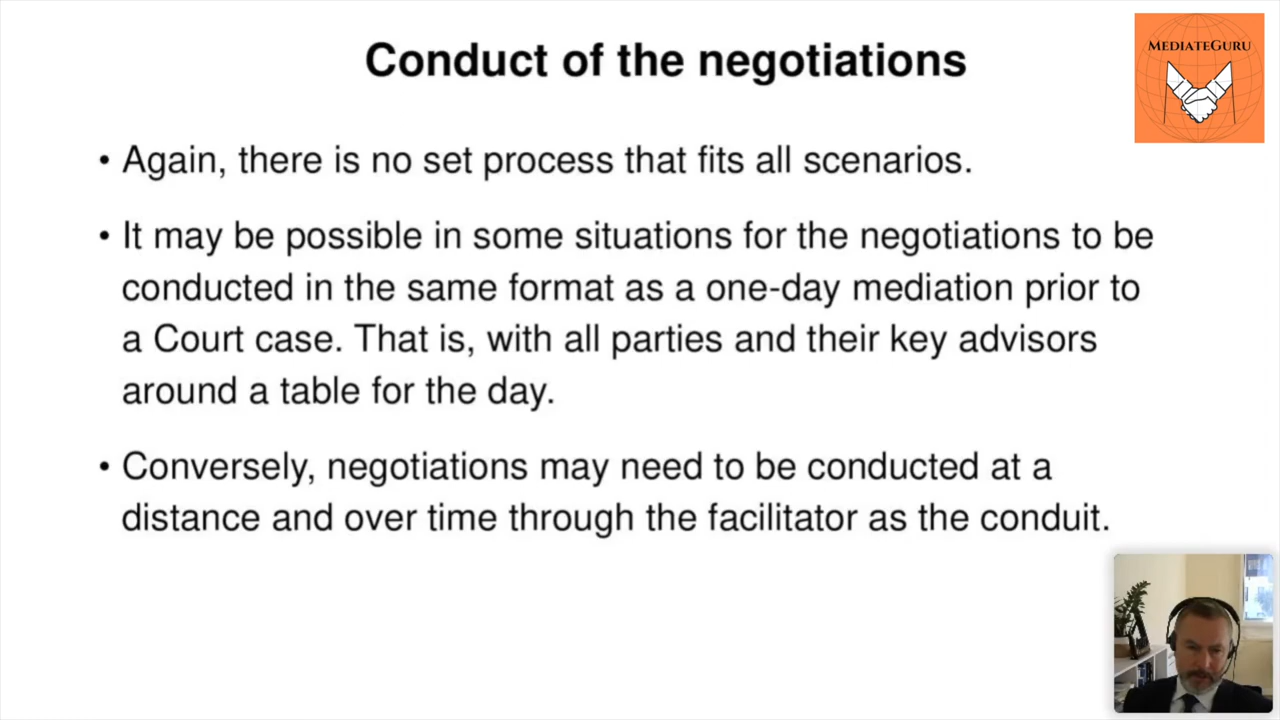 Conduct of the negotiations
MEDIATEGURU
• Again, there is no set process that fits all scenarios.
• It may be possible in some situations for the negotiations to be
conducted in the same format as a one-day mediation prior to
a Court case. That is, with all parties and their key advisors
around a table for the day.
• Conversely, negotiations may need to be conducted at a
distance and over time through the facilitator as the conduit.